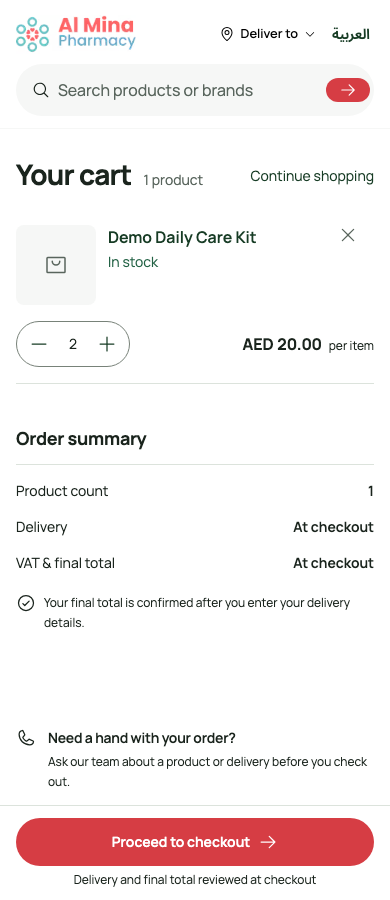 Al Mina
Pharmacy
Deliver to
العربية
Search products or brands
Your cart
1 product
Continue shopping
Demo Daily Care Kit
In stock
2
AED 20.00 per item
Order summary
Product count 1
Delivery At checkout
VAT & final total At checkout
Your final total is confirmed after you enter your delivery
details.
Need a hand with your order?
Ask our team about a product or delivery before you check
out.
Proceed to checkout
Delivery and final total reviewed at checkout